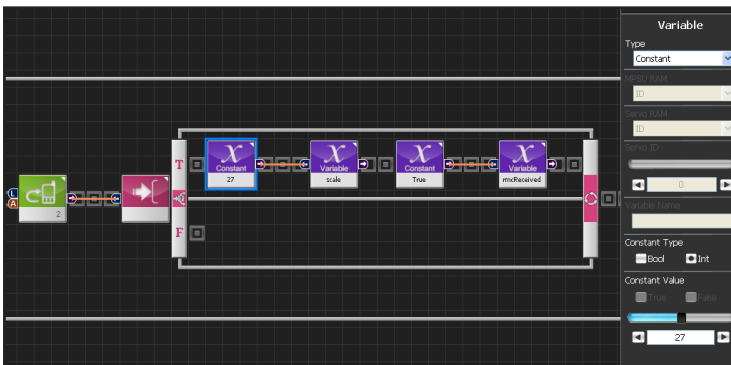 Variable
Type
Constant
MPSU RAM
ID
Servo RAM
ID
Servo ID
0
Variable Name
Constant Type
Bool Int
Constant Value
True False
27
L
A
2
T
F
x
Constant
27
x
Variable
scale
x
Constant
True
x
Variable
rmcReceived